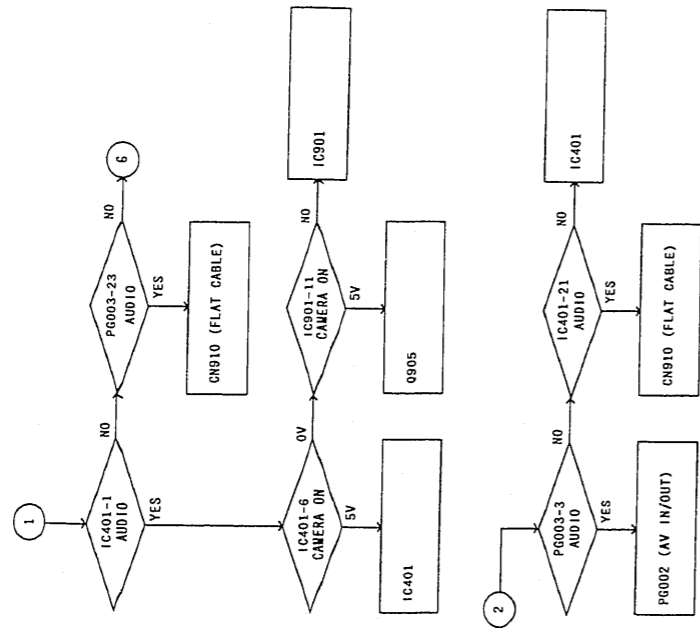 1
IC401-1
AUDIO
NO
YES
PG003-23
AUDIO
NO
YES
6
CN910 (FLAT CABLE)
IC401-6
CAMERA ON
0V
5V
IC401
IC901-11
CAMERA ON
NO
5V
Q905
IC901
2
PG003-3
AUDIO
NO
YES
PG002 (AV IN/OUT)
IC401-21
AUDIO
NO
YES
CN910 (FLAT CABLE)
IC401